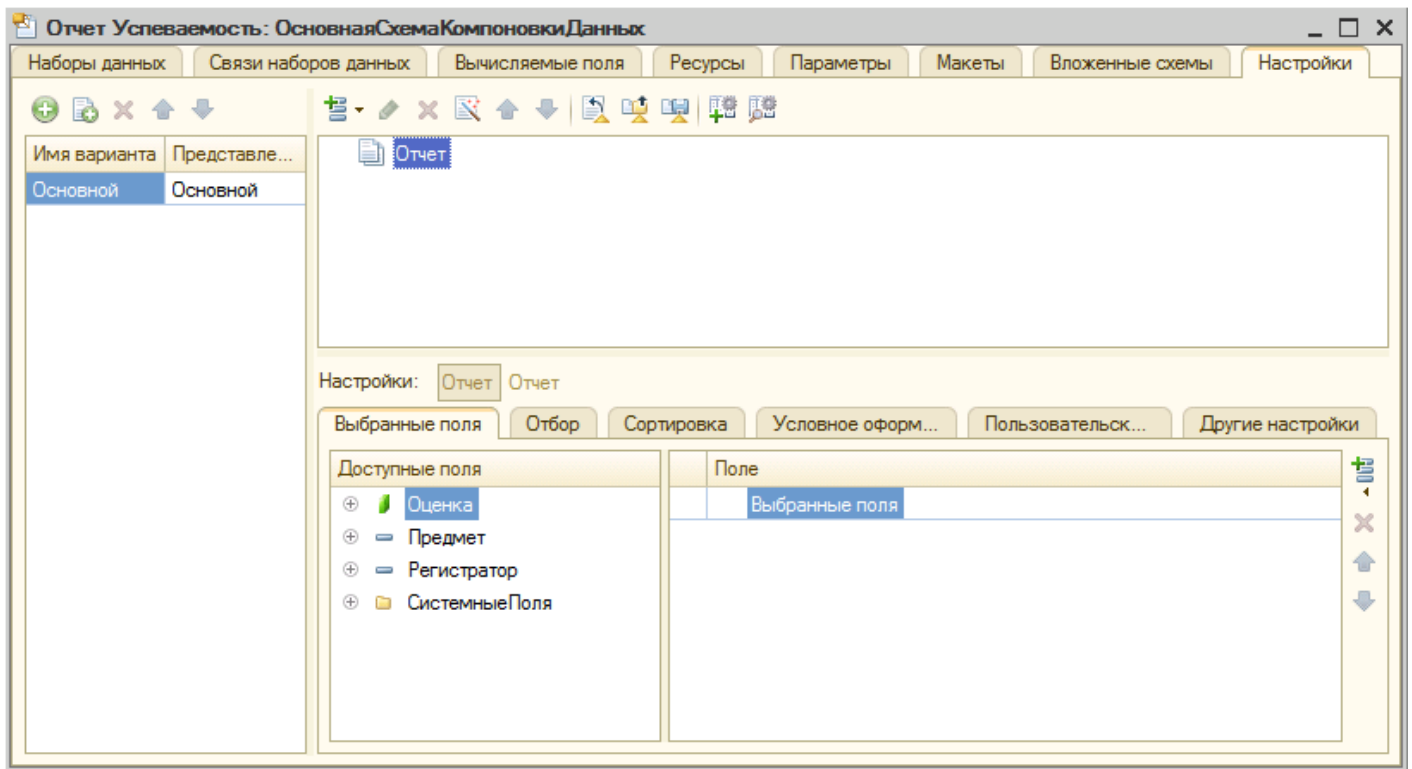 Отчет Успеваемость: ОсновнаяСхемаКомпоновкиДанных
Наборы данных Связи наборов данных Вычисляемые поля Ресурсы Параметры Макеты Вложенные схемы Настройки
Имя варианта Представле...
Основной Основной
Отчет
Настройки: Отчет Отчет
Выбранные поля Отбор Сортировка Условное оформ... Пользовательск... Другие настройки
Доступные поля Поле
Оценка Выбранные поля
Предмет
Регистратор
СистемныеПоля